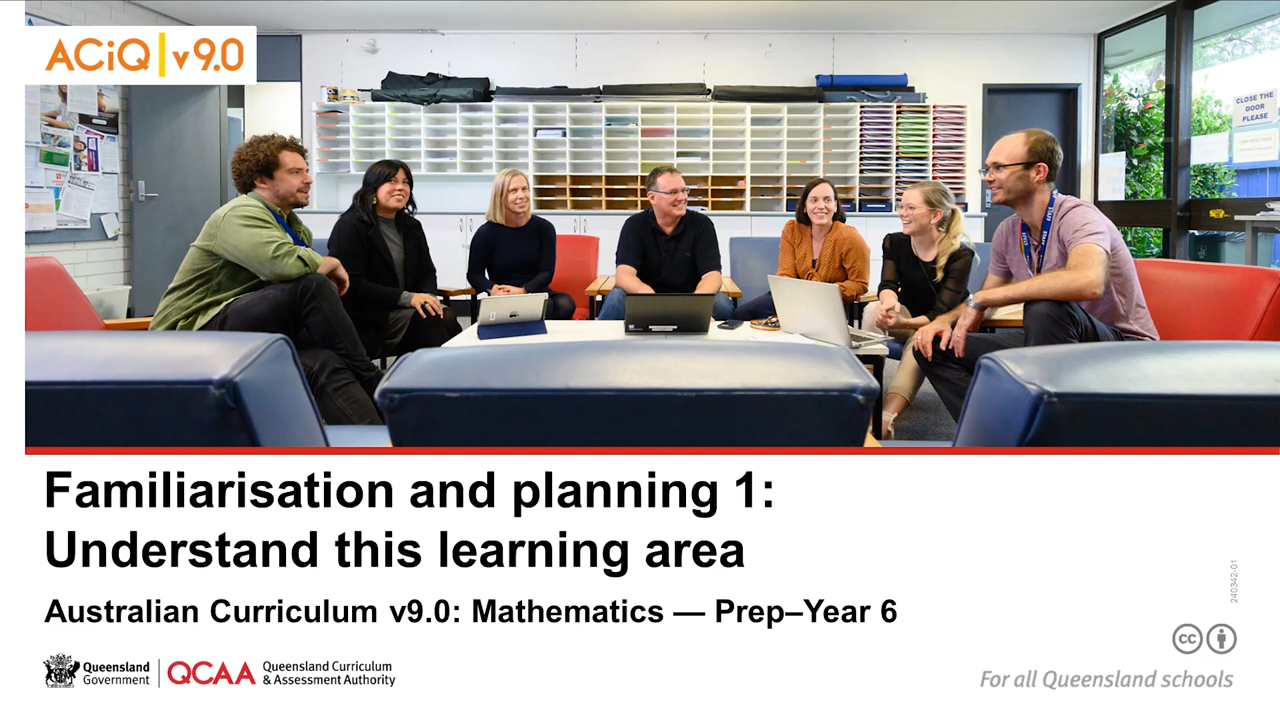 ACiQ v9.0
CLOSE THE
DOOR
PLEASE
Familiarisation and planning 1:
Understand this learning area
Australian Curriculum v9.0: Mathematics — Prep–Year 6
240342-01
Queensland
Government
QCAA
Queensland Curriculum
& Assessment Authority
cc
For all Queensland schools